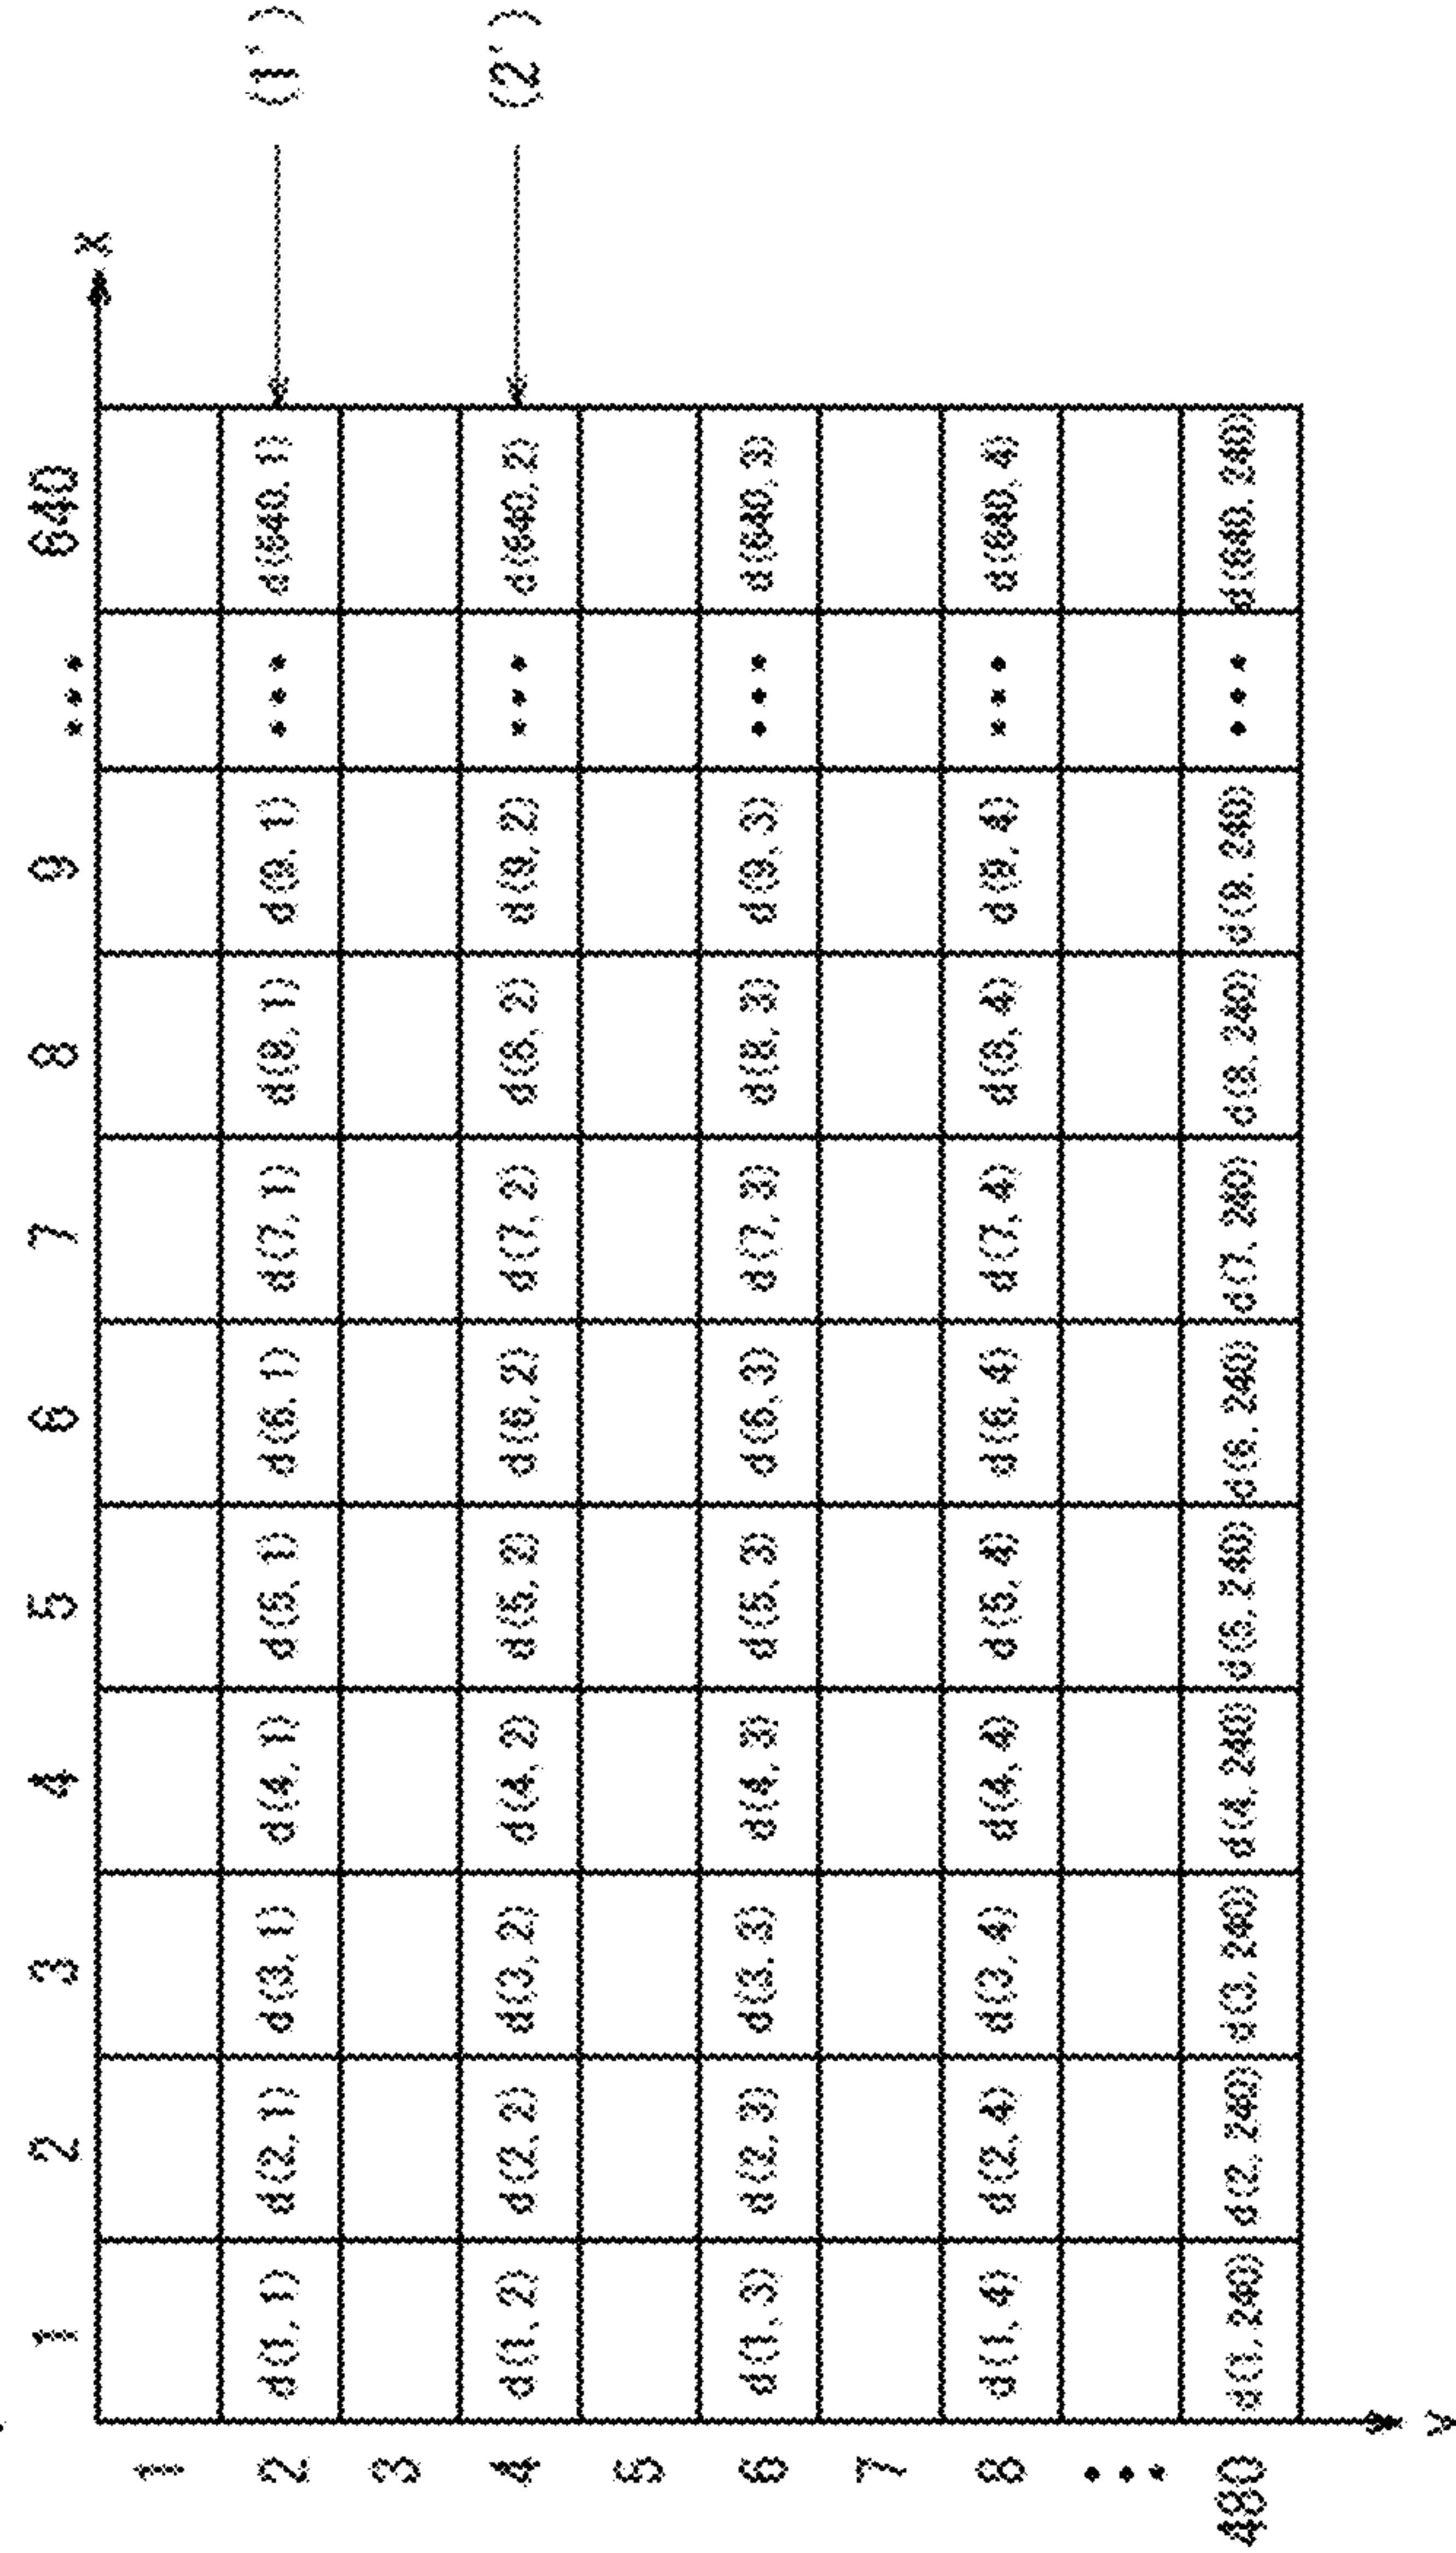 1 2 3 4 5 6 7 8 9 ••• 640 x
1
2 d(1, 1) d(2, 1) d(3, 1) d(4, 1) d(5, 1) d(6, 1) d(7, 1) d(8, 1) d(9, 1) ••• d(640, 1) (1')
3
4 d(1, 2) d(2, 2) d(3, 2) d(4, 2) d(5, 2) d(6, 2) d(7, 2) d(8, 2) d(9, 2) ••• d(640, 2) (2')
5
6 d(1, 3) d(2, 3) d(3, 3) d(4, 3) d(5, 3) d(6, 3) d(7, 3) d(8, 3) d(9, 3) ••• d(640, 3)
7
8 d(1, 4) d(2, 4) d(3, 4) d(4, 4) d(5, 4) d(6, 4) d(7, 4) d(8, 4) d(9, 4) ••• d(640, 4)
•••
480 d(1, 240) d(2, 240) d(3, 240) d(4, 240) d(5, 240) d(6, 240) d(7, 240) d(8, 240) d(9, 240) ••• d(640, 240)
y